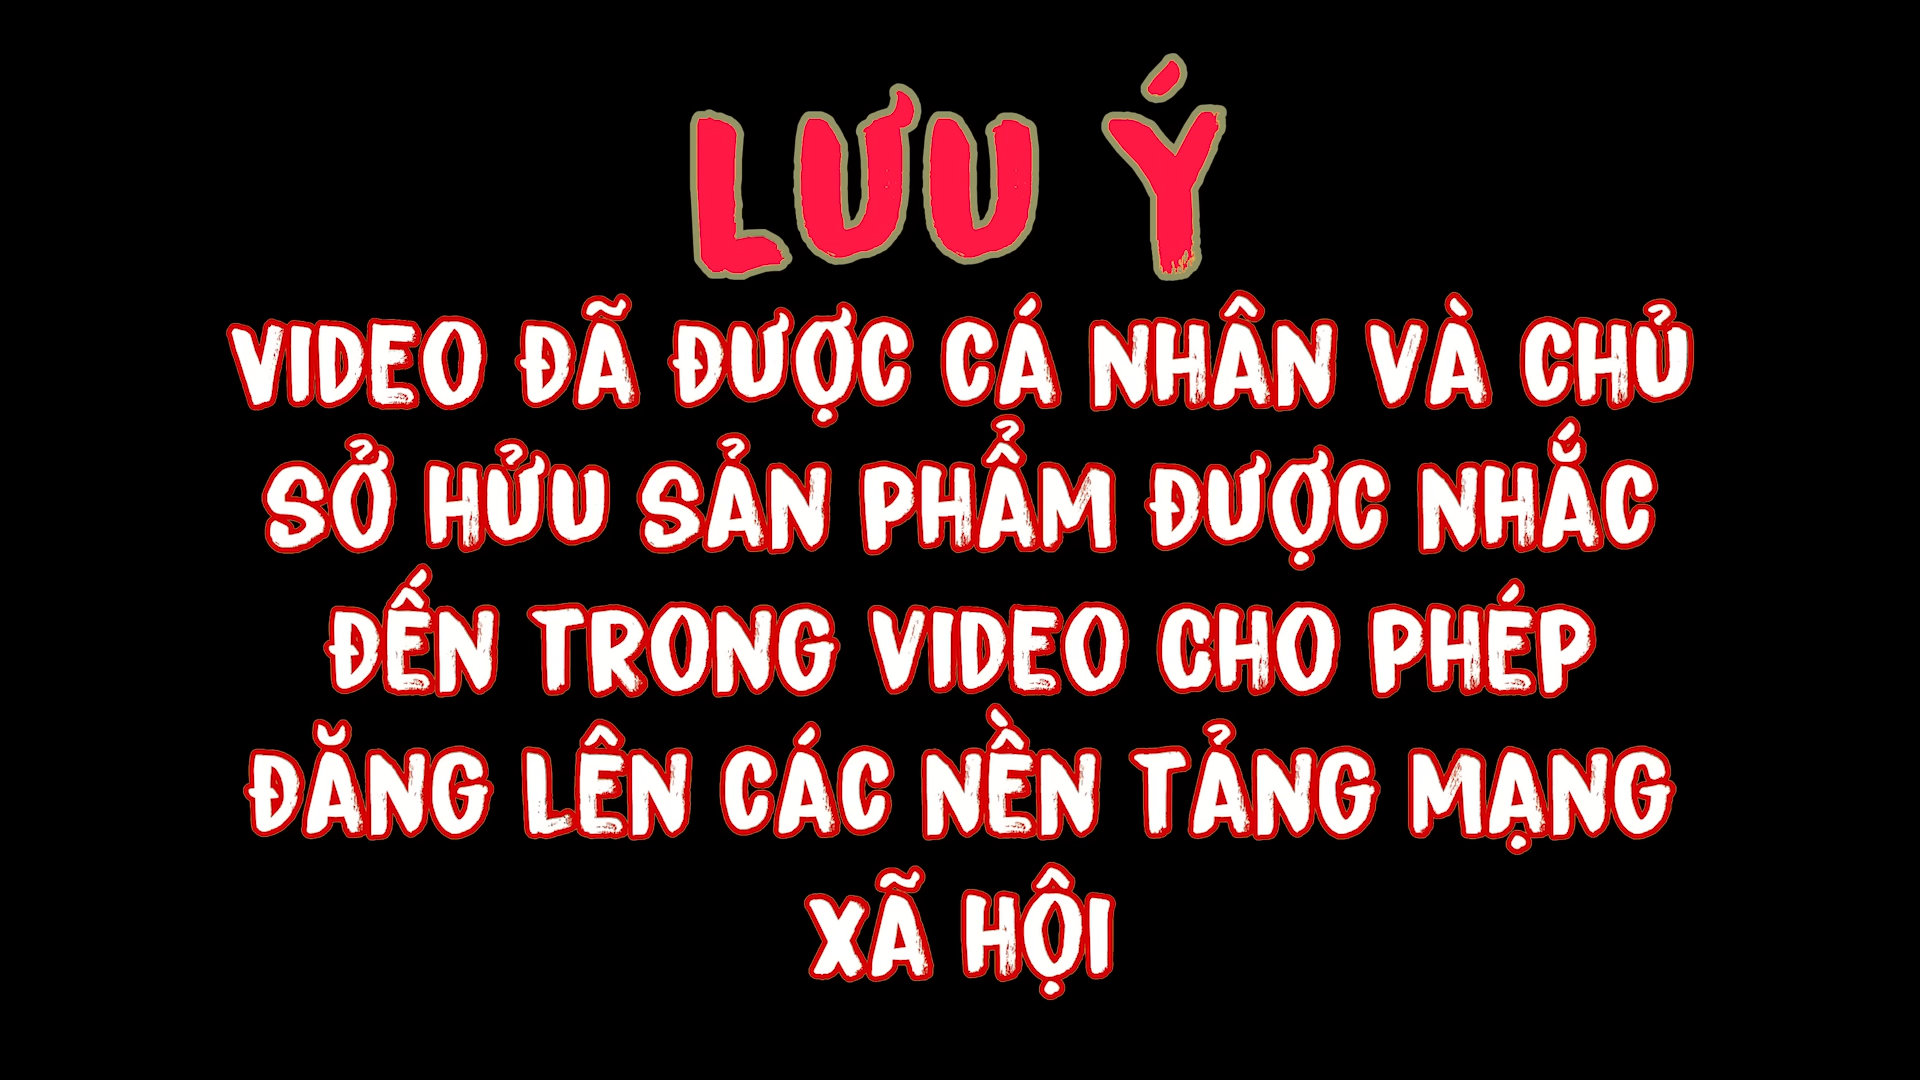 LƯU Ý
VIDEO ĐÃ ĐƯỢC CÁ NHÂN VÀ CHỦ
SỞ HỬU SẢN PHẨM ĐƯỢC NHẮC
ĐẾN TRONG VIDEO CHO PHÉP
ĐĂNG LÊN CÁC NỀN TẢNG MẠNG
XÃ HỘI